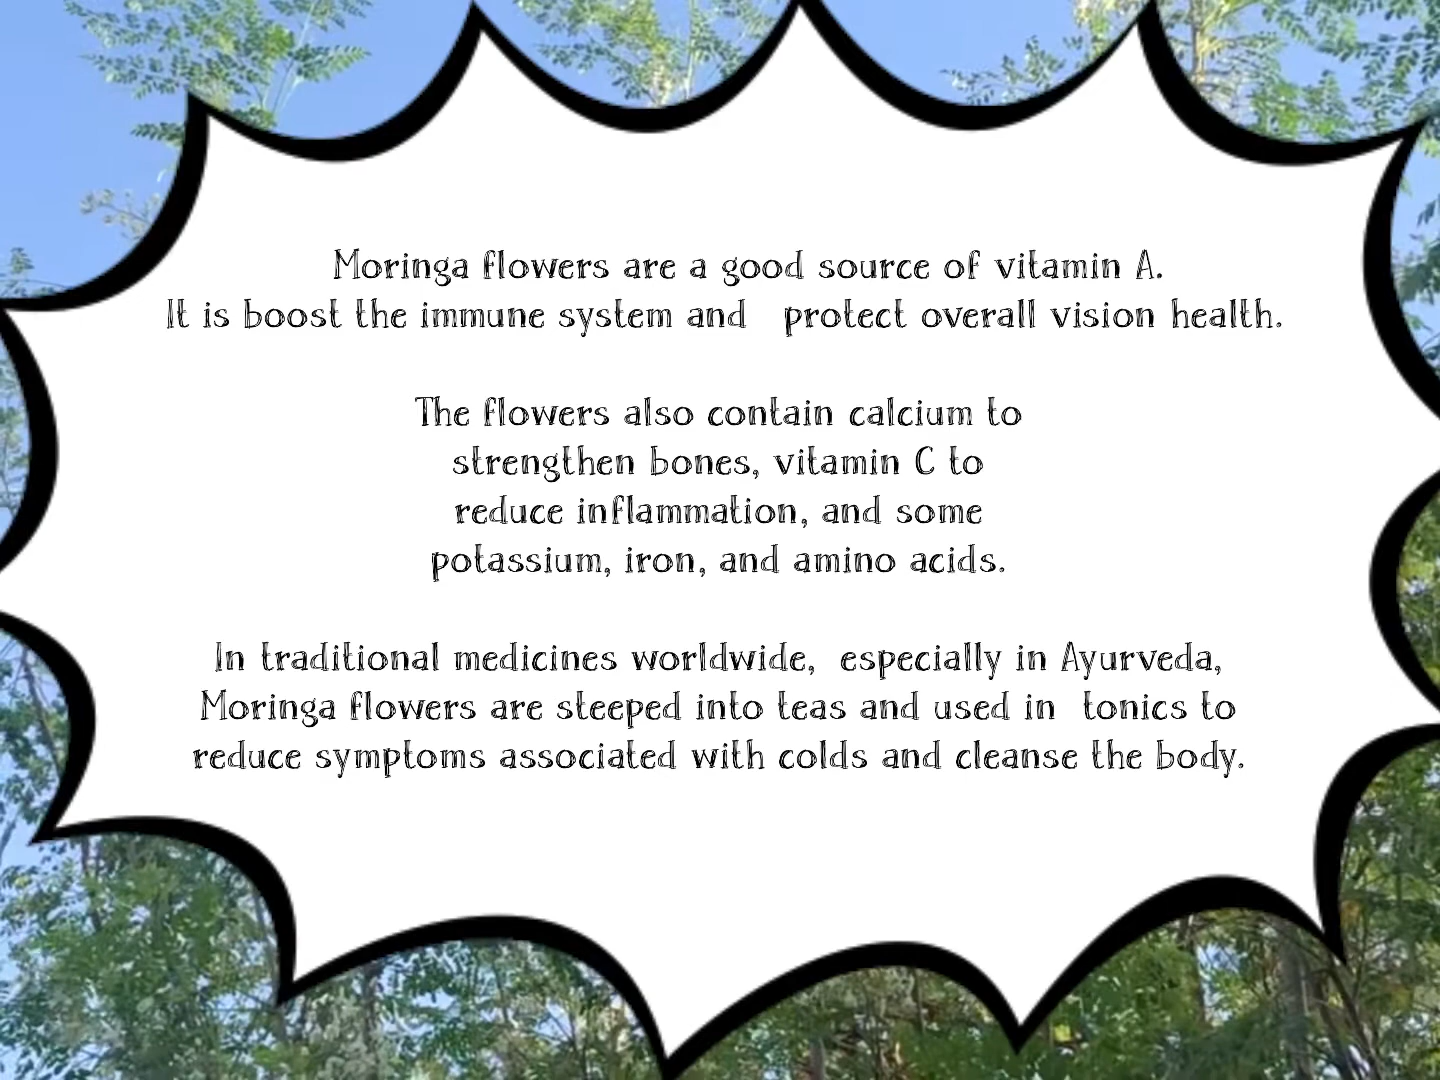 Moringa flowers are a good source of vitamin A.
It is boost the immune system and protect overall vision health.
The flowers also contain calcium to
strengthen bones, vitamin C to
reduce inflammation, and some
potassium, iron, and amino acids.
In traditional medicines worldwide, especially in Ayurveda,
Moringa flowers are steeped into teas and used in tonics to
reduce symptoms associated with colds and cleanse the body.